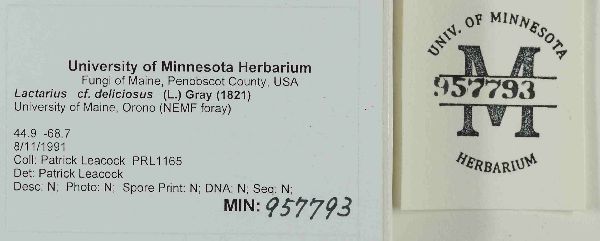 University of Minnesota Herbarium
Fungi of Maine, Penobscot County, USA
Lactarius cf. deliciosus (L.) Gray (1821)
University of Maine, Orono (NEMF foray)
44.9 -68.7
8/11/1991
Coll: Patrick Leacock PRL1165
Det: Patrick Leacock
Desc: N; Photo: N; Spore Print: N; DNA: N; Seq: N;
MIN: 957793
UNIV. OF MINNESOTA
M
957793
HERBARIUM